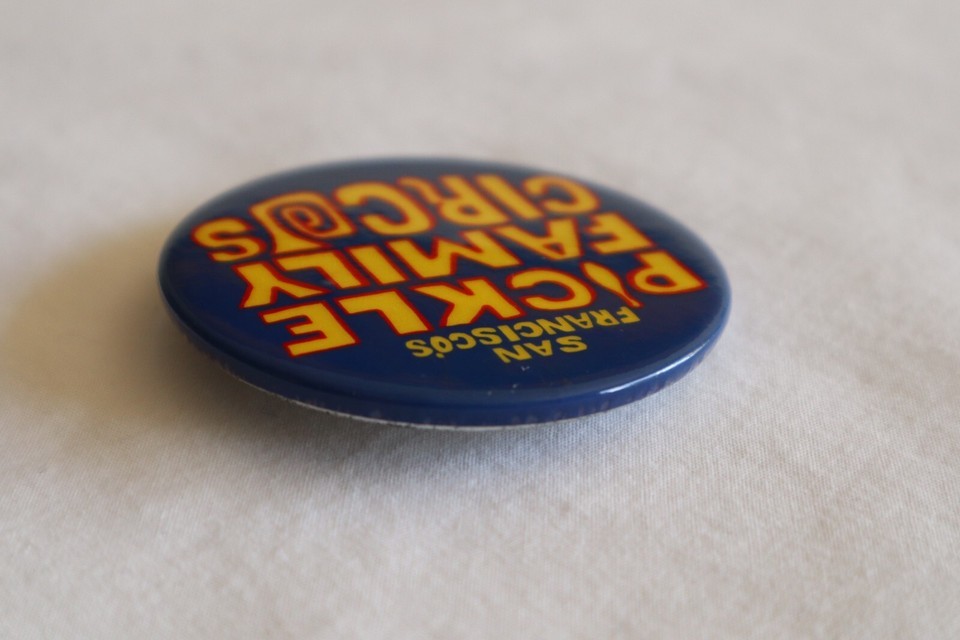 SAN
FRANCISCO'S
PICKLE
FAMILY
CIRCUS